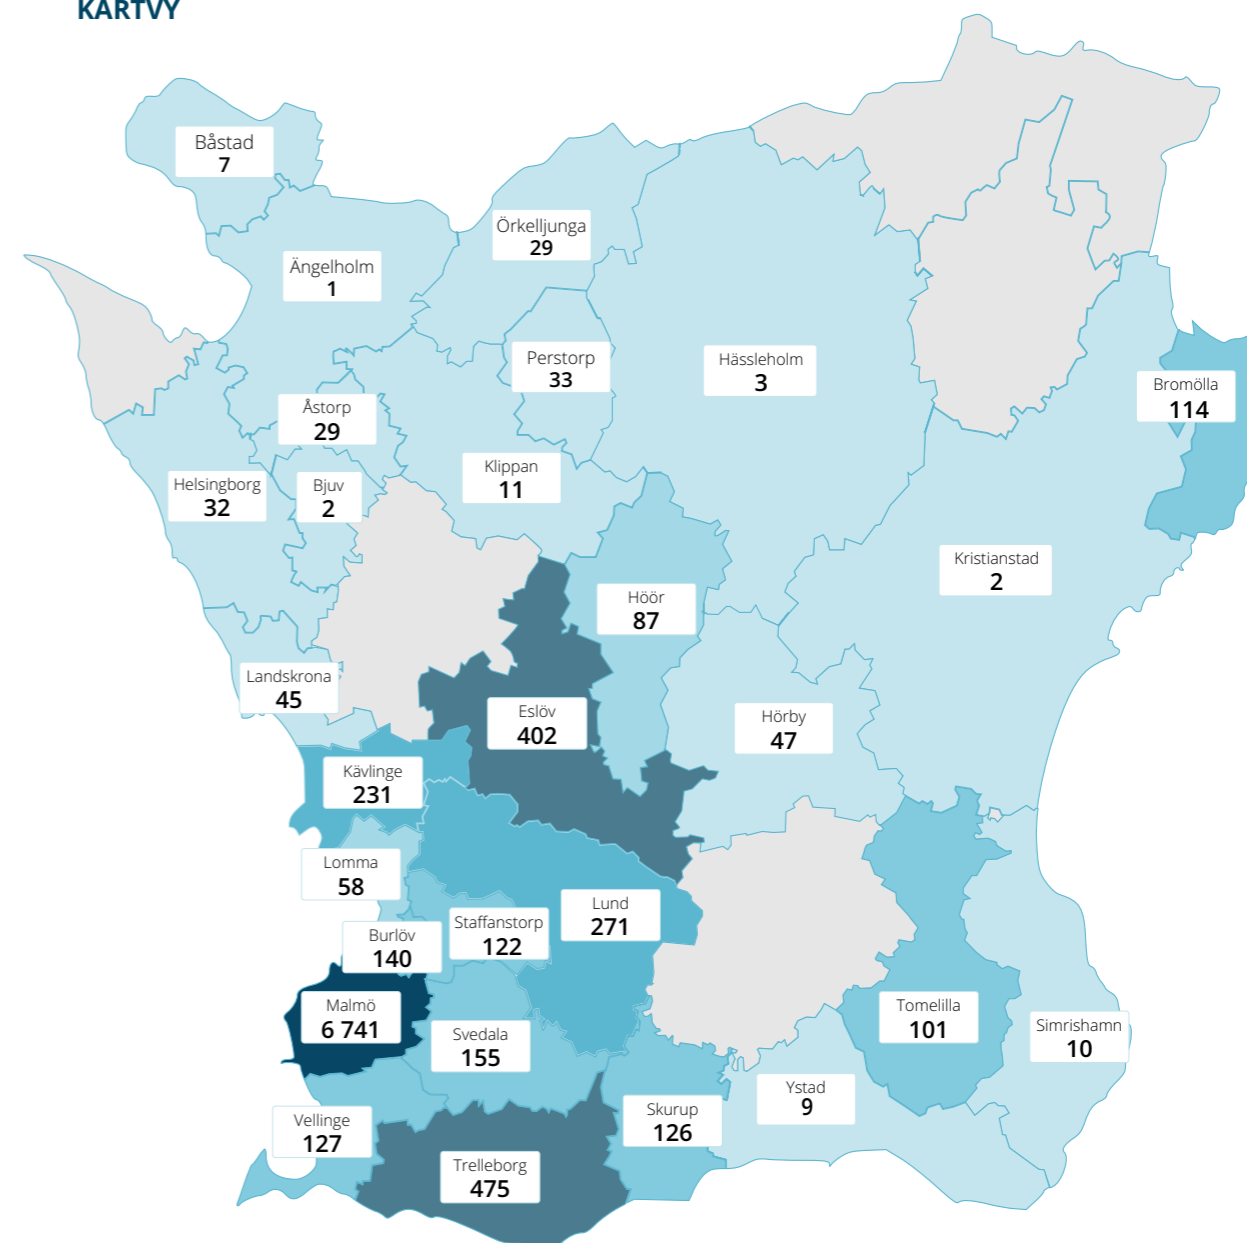 KARTVY
Båstad
7
Örkelljunga
29
Ängelholm
1
Perstorp
33
Hässleholm
3
Bromölla
114
Åstorp
29
Klippan
11
Helsingborg
32
Bjuv
2
Kristianstad
2
Höör
87
Landskrona
45
Eslöv
402
Hörby
47
Kävlinge
231
Lomma
58
Lund
271
Staffanstorp
122
Burlöv
140
Malmö
6 741
Tomelilla
101
Simrishamn
10
Svedala
155
Ystad
9
Skurup
126
Vellinge
127
Trelleborg
475